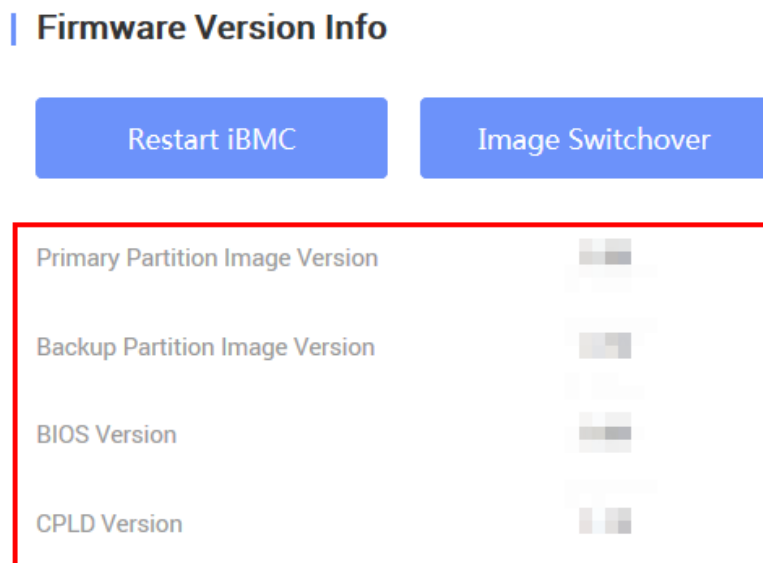 Firmware Version Info
Restart iBMC Image Switchover
Primary Partition Image Version
Backup Partition Image Version
BIOS Version
CPLD Version